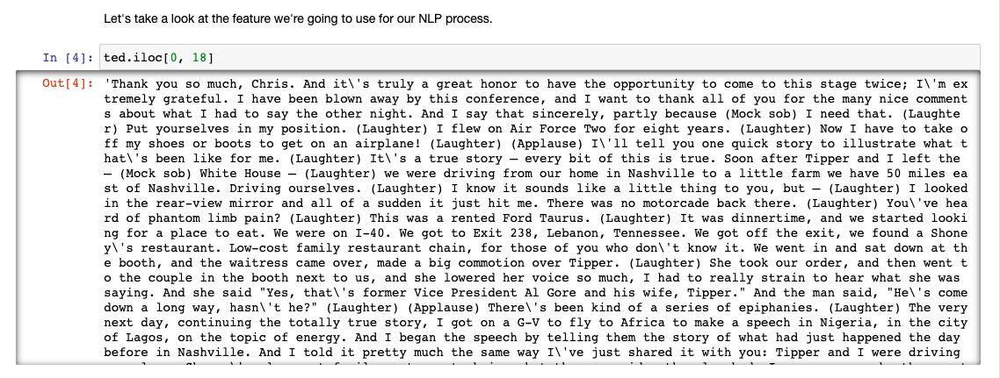 Let's take a look at the feature we're going to use for our NLP process.
In [4]: ted.iloc[0, 18]
Out[4]: 'Thank you so much, Chris. And it\'s truly a great honor to have the opportunity to come to this stage twice; I\'m ex
tremely grateful. I have been blown away by this conference, and I want to thank all of you for the many nice comment
s about what I had to say the other night. And I say that sincerely, partly because (Mock sob) I need that. (Laughte
r) Put yourselves in my position. (Laughter) I flew on Air Force Two for eight years. (Laughter) Now I have to take o
ff my shoes or boots to get on an airplane! (Laughter) (Applause) I\'ll tell you one quick story to illustrate what t
hat\'s been like for me. (Laughter) It\'s a true story — every bit of this is true. Soon after Tipper and I left the
— (Mock sob) White House — (Laughter) we were driving from our home in Nashville to a little farm we have 50 miles ea
st of Nashville. Driving ourselves. (Laughter) I know it sounds like a little thing to you, but — (Laughter) I looked
in the rear-view mirror and all of a sudden it just hit me. There was no motorcade back there. (Laughter) You\'ve hea
rd of phantom limb pain? (Laughter) This was a rented Ford Taurus. (Laughter) It was dinnertime, and we started looki
ng for a place to eat. We were on I-40. We got to Exit 238, Lebanon, Tennessee. We got off the exit, we found a Shone
y\'s restaurant. Low-cost family restaurant chain, for those of you who don\'t know it. We went in and sat down at th
e booth, and the waitress came over, made a big commotion over Tipper. (Laughter) She took our order, and then went t
o the couple in the booth next to us, and she lowered her voice so much, I had to really strain to hear what she was
saying. And she said "Yes, that\'s former Vice President Al Gore and his wife, Tipper." And the man said, "He\'s come
down a long way, hasn\'t he?" (Laughter) (Applause) There\'s been kind of a series of epiphanies. (Laughter) The very
next day, continuing the totally true story, I got on a G-V to fly to Africa to make a speech in Nigeria, in the city
of Lagos, on the topic of energy. And I began the speech by telling them the story of what had just happened the day
before in Nashville. And I told it pretty much the same way I\'ve just shared it with you: Tipper and I were driving